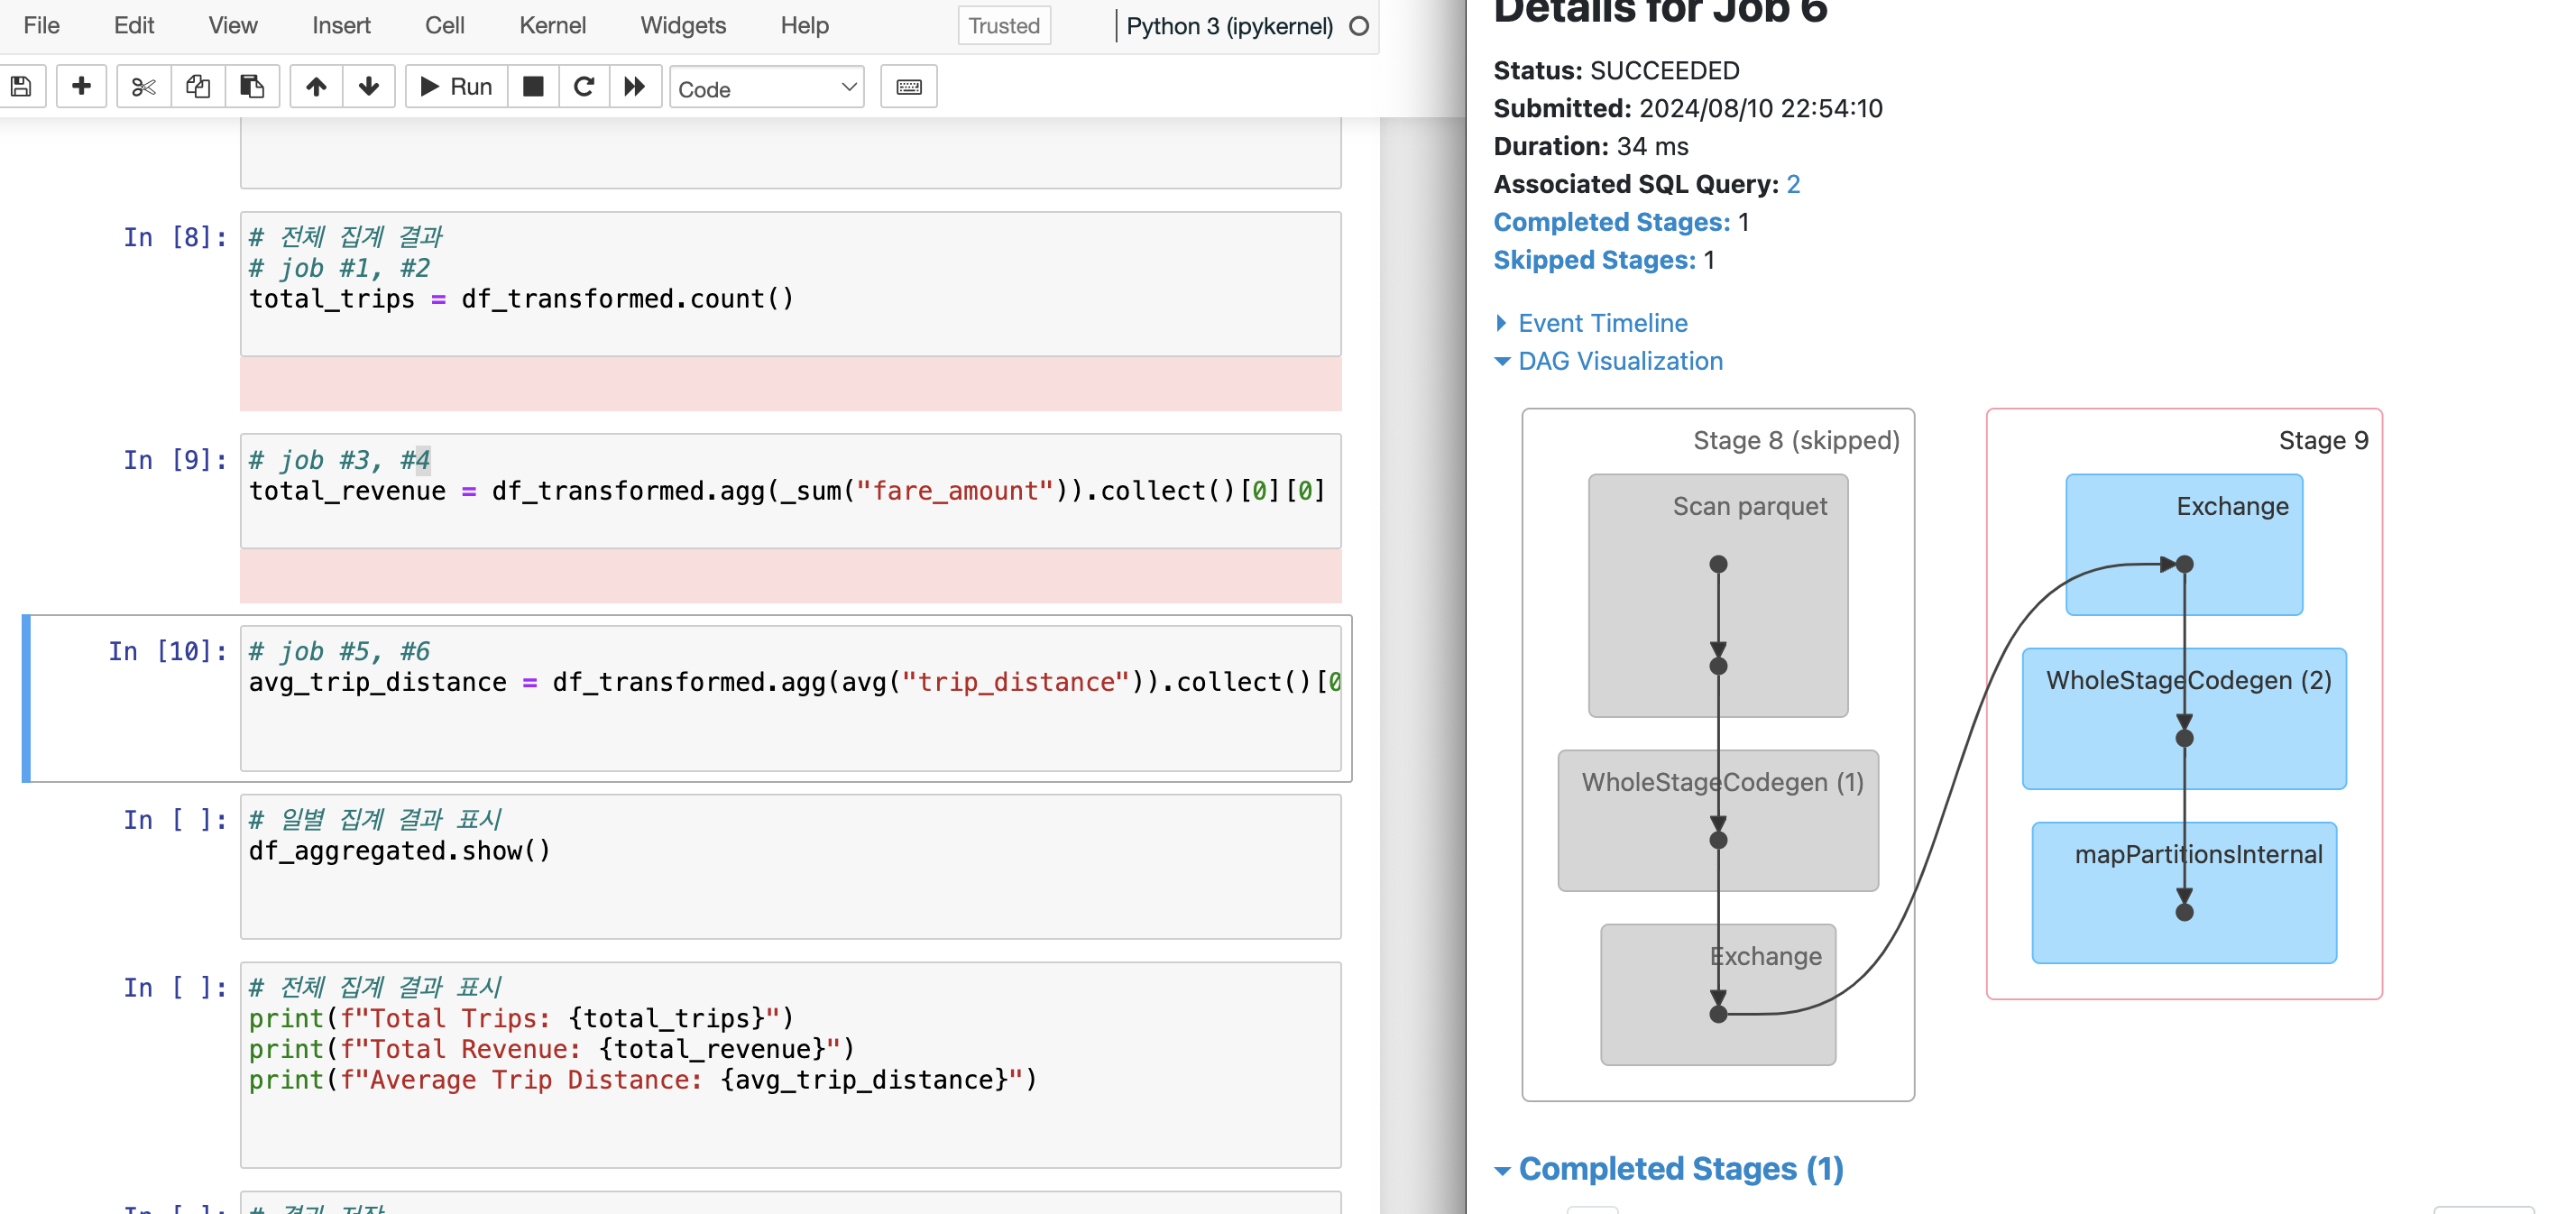 File Edit View Insert Cell Kernel Widgets Help Trusted Python 3 (ipykernel)
Run Code
In [8]:
# 전체 집계 결과
# job #1, #2
total_trips = df_transformed.count()
In [9]:
# job #3, #4
total_revenue = df_transformed.agg(_sum("fare_amount")).collect()[0][0]
In [10]:
# job #5, #6
avg_trip_distance = df_transformed.agg(avg("trip_distance")).collect()[0
In [ ]:
# 일별 집계 결과 표시
df_aggregated.show()
In [ ]:
# 전체 집계 결과 표시
print(f"Total Trips: {total_trips}")
print(f"Total Revenue: {total_revenue}")
print(f"Average Trip Distance: {avg_trip_distance}")
In [ ]:
# 결과 저장
Details for Job 6
Status: SUCCEEDED
Submitted: 2024/08/10 22:54:10
Duration: 34 ms
Associated SQL Query: 2
Completed Stages: 1
Skipped Stages: 1
Event Timeline
DAG Visualization
Stage 8 (skipped)
Scan parquet
WholeStageCodegen (1)
Exchange
Stage 9
Exchange
WholeStageCodegen (2)
mapPartitionsInternal
Completed Stages (1)